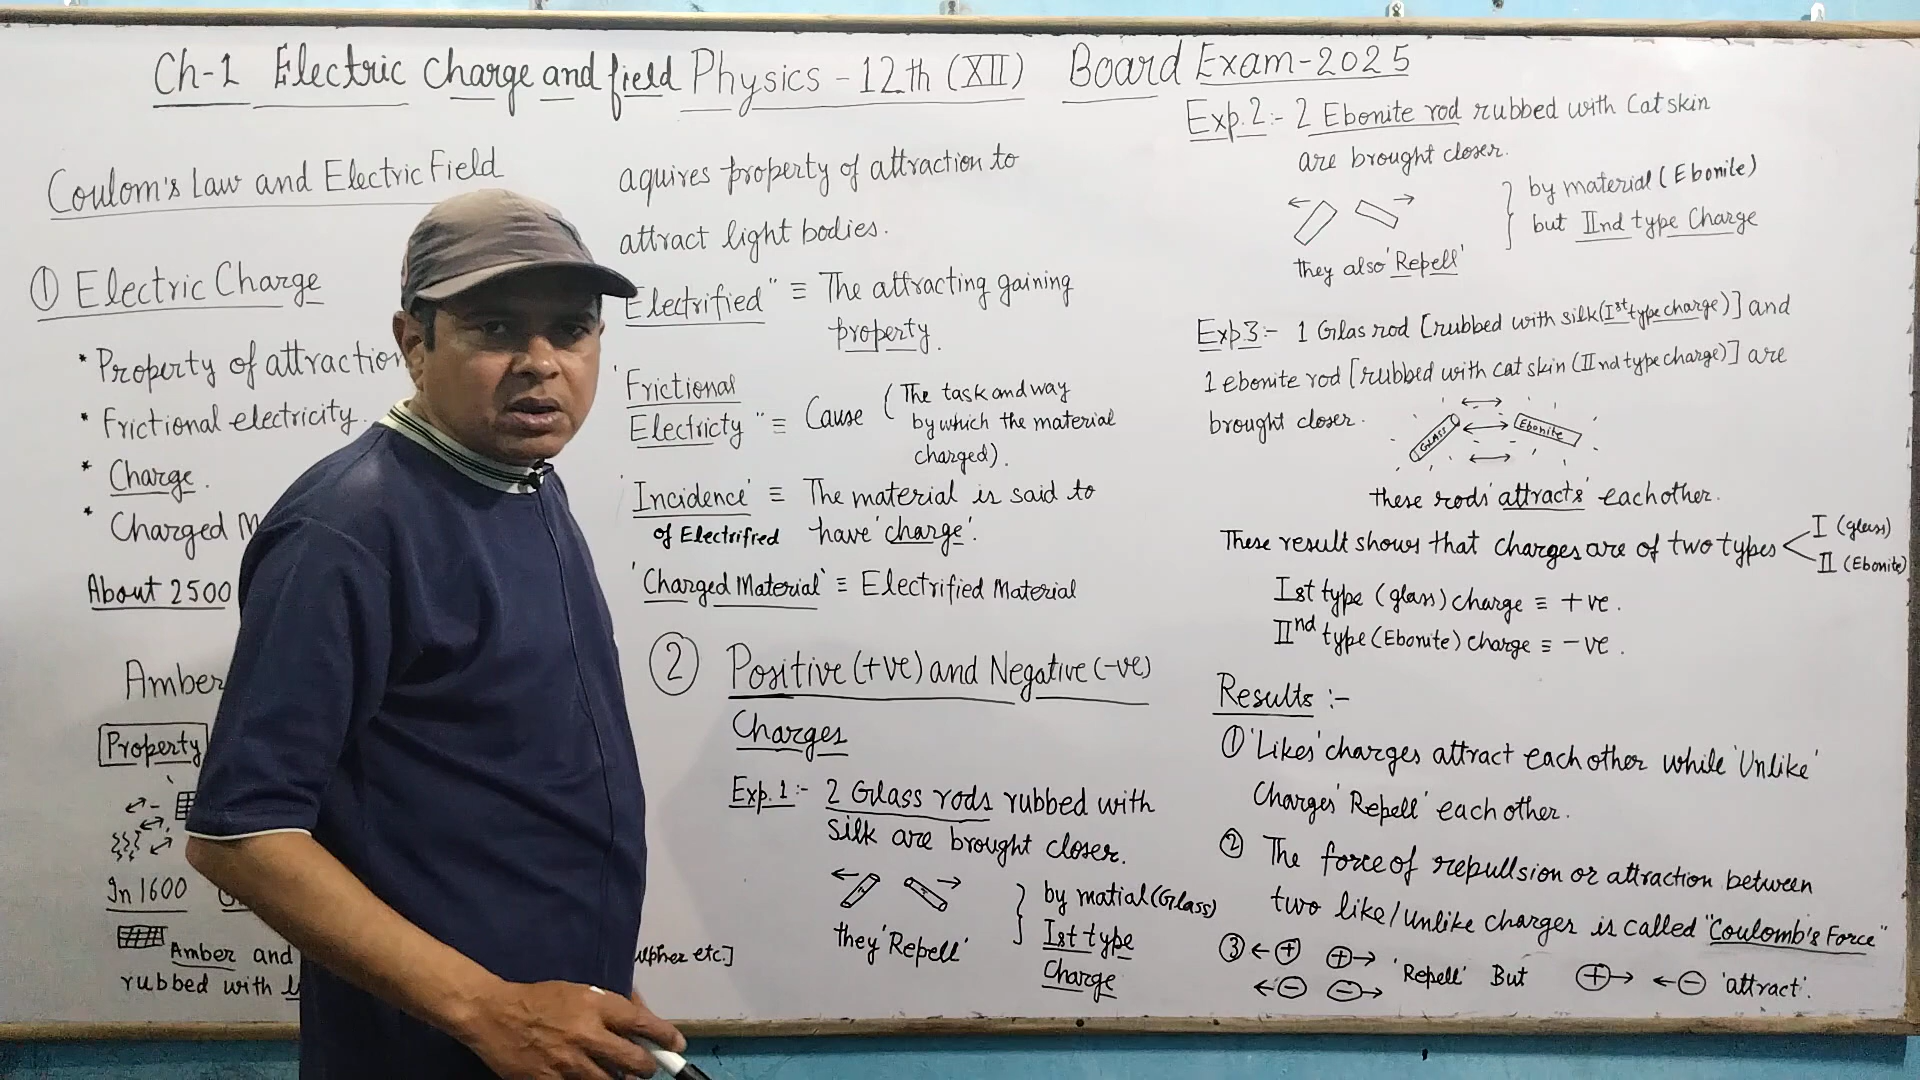 Ch-1 Electric Charge and field Physics - 12th (XII) Board Exam-2025
Coulom's Law and Electric Field
① Electric Charge
* Property of attraction
* Frictional electricity.
* Charge.
* Charged M
About 2500
Amber
Property
In 1600
Amber and
rubbed with
aquires property of attraction to
attract light bodies.
Electrified" ≡ The attracting gaining
property.
'Frictional
Electricty" ≡ Cause (The task and way
by which the material
charged).
'Incidence' ≡ The material is said to
of Electrifred have 'charge'.
'Charged Material' ≡ Electrified Material
② Positive (+ve) and Negative (-ve)
Charges
Exp. 1:- 2 Glass rods rubbed with
silk are brought closer.
they 'Repell'
} by matial (Glass)
Ist type
Charge
ulpher etc.]
Exp. 2:- 2 Ebonite rod rubbed with Cat skin
are brought closer.
} by material (Ebonite)
but IInd type Charge
they also 'Repell'
Exp.3:- 1 Glas rod [rubbed with silk (Ist type charge)] and
1 ebonite rod [rubbed with cat skin (IInd type charge)] are
brought closer.
GLASS
Ebonite
these rods 'attracts' each other.
These result shows that charges are of two types < I (glass)
II (Ebonite)
Ist type (glass) charge ≡ +ve.
IInd type (Ebonite) charge ≡ -ve.
Results :-
① 'Likes' charges attract each other while 'Unlike'
Charges 'Repell' each other.
② The force of repullsion or attraction between
two like/unlike charger is called "Coulomb's Force"
③ ← ⊕ ⊕ → 'Repell' But ⊕ → ← ⊖ 'attract'.
← ⊖ ⊖ →